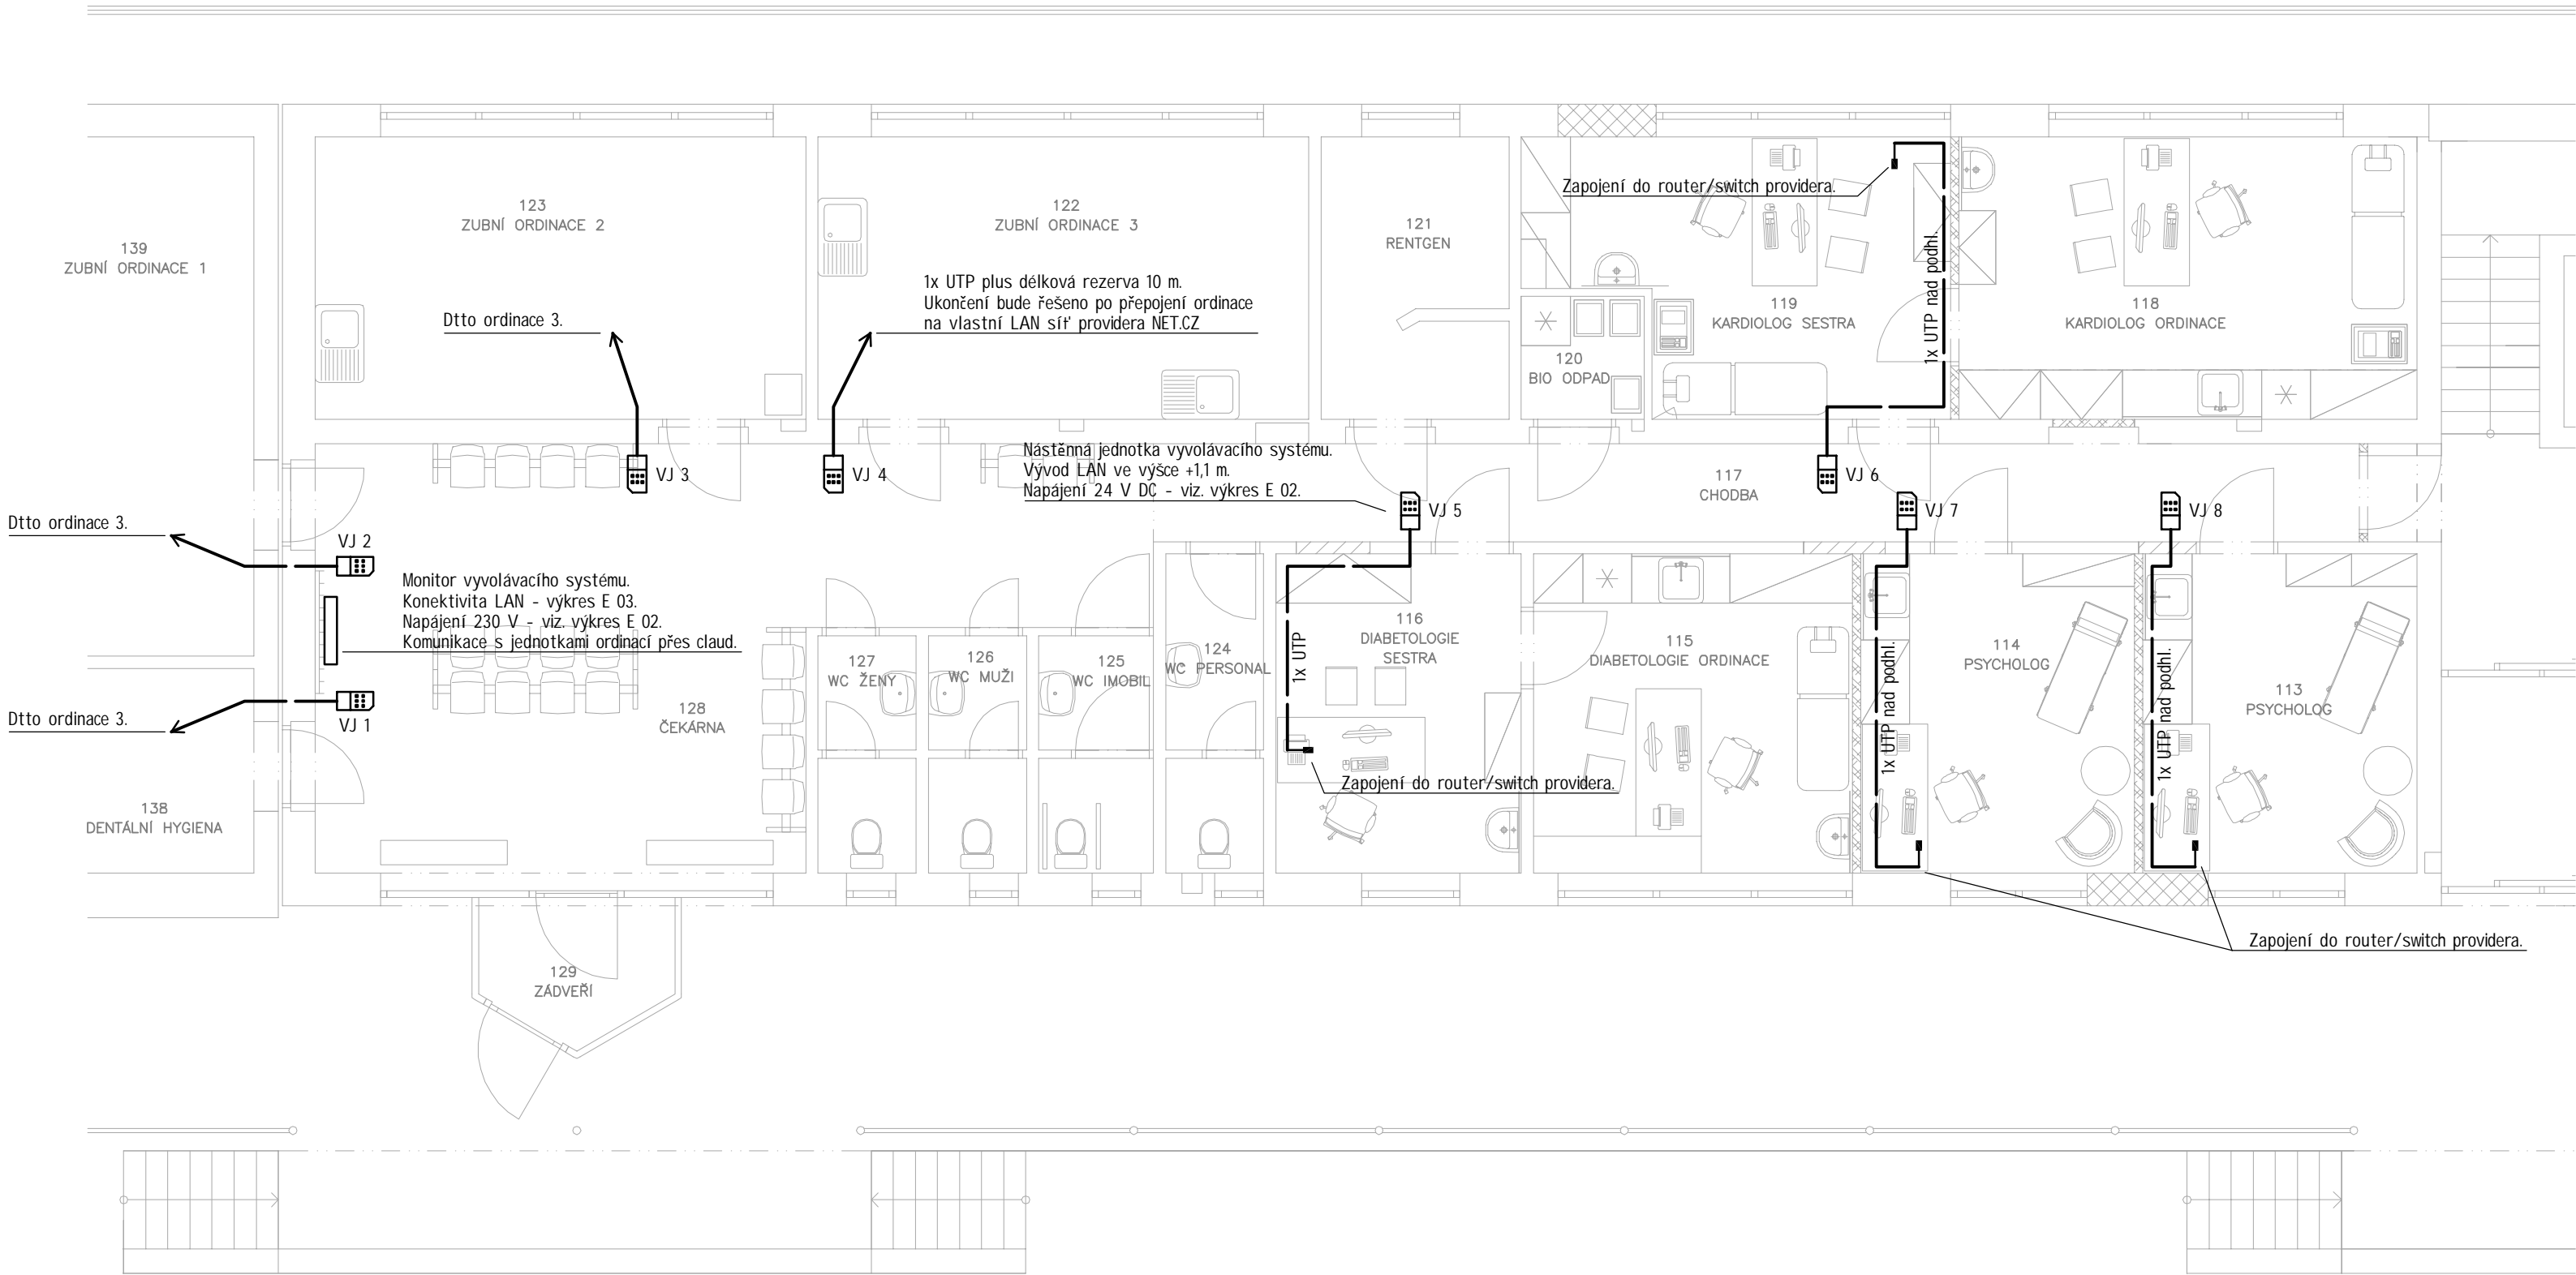 139
ZUBNÍ ORDINACE 1
123
ZUBNÍ ORDINACE 2
122
ZUBNÍ ORDINACE 3
121
RENTGEN
Zapojení do router/switch providera.
1x UTP nad podhl.
119
KARDIOLOG SESTRA
118
KARDIOLOG ORDINACE
120
BIO ODPAD
Dtto ordinace 3.
1x UTP plus délková rezerva 10 m.
Ukončení bude řešeno po přepojení ordinace
na vlastní LAN síť providera NET.CZ
VJ 3
VJ 4
Nástěnná jednotka vyvolávacího systému.
Vývod LAN ve výšce +1,1 m.
Napájení 24 V DC - viz. výkres E 02.
VJ 5
117
CHODBA
VJ 6
VJ 7
VJ 8
Dtto ordinace 3.
VJ 2
Monitor vyvolávacího systému.
Konektivita LAN - výkres E 03.
Napájení 230 V - viz. výkres E 02.
Komunikace s jednotkami ordinací přes claud.
Dtto ordinace 3.
VJ 1
128
ČEKÁRNA
127
WC ŽENY
126
WC MUŽI
125
WC IMOBIL
124
WC PERSONAL
1x UTP
116
DIABETOLOGIE
SESTRA
Zapojení do router/switch providera.
115
DIABETOLOGIE ORDINACE
1x UTP nad podhl.
114
PSYCHOLOG
1x UTP nad podhl.
113
PSYCHOLOG
138
DENTÁLNÍ HYGIENA
Zapojení do router/switch providera.
129
ZÁDVEŘÍ